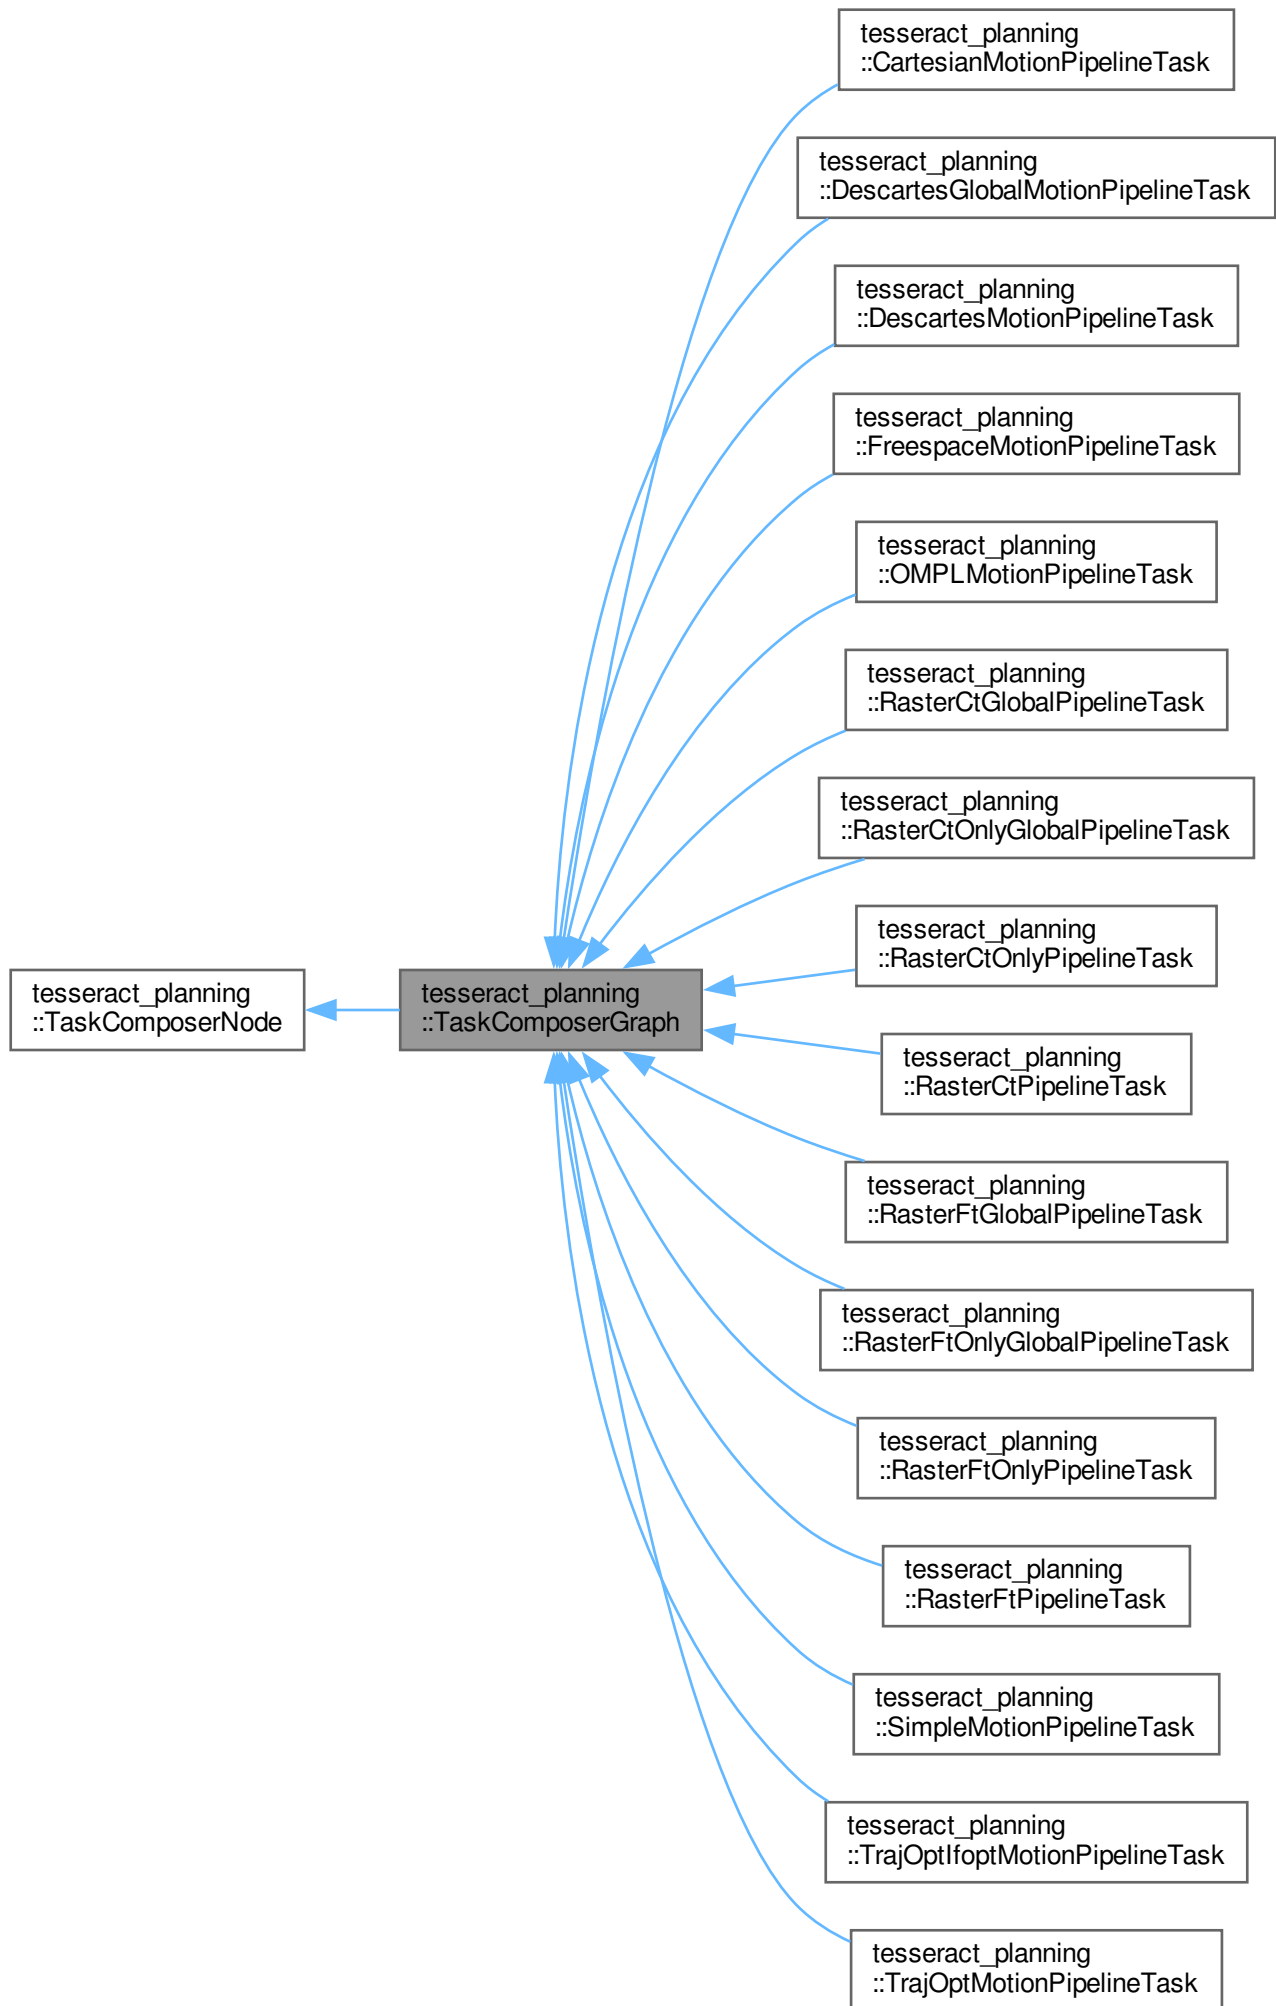 tesseract_planning
::CartesianMotionPipelineTask
tesseract_planning
::DescartesGlobalMotionPipelineTask
tesseract_planning
::DescartesMotionPipelineTask
tesseract_planning
::FreespaceMotionPipelineTask
tesseract_planning
::OMPLMotionPipelineTask
tesseract_planning
::RasterCtGlobalPipelineTask
tesseract_planning
::RasterCtOnlyGlobalPipelineTask
tesseract_planning
::RasterCtOnlyPipelineTask
tesseract_planning
::TaskComposerNode
tesseract_planning
::TaskComposerGraph
tesseract_planning
::RasterCtPipelineTask
tesseract_planning
::RasterFtGlobalPipelineTask
tesseract_planning
::RasterFtOnlyGlobalPipelineTask
tesseract_planning
::RasterFtOnlyPipelineTask
tesseract_planning
::RasterFtPipelineTask
tesseract_planning
::SimpleMotionPipelineTask
tesseract_planning
::TrajOptIfoptMotionPipelineTask
tesseract_planning
::TrajOptMotionPipelineTask